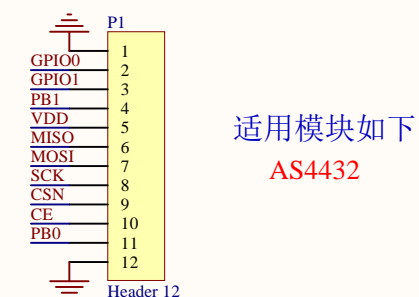 P1
1
GPIO0 2
GPIO1 3
PB1 4
VDD 5
MISO 6
MOSI 7
SCK 8
CSN 9
CE 10
PB0 11
12
Header 12
适用模块如下
AS4432